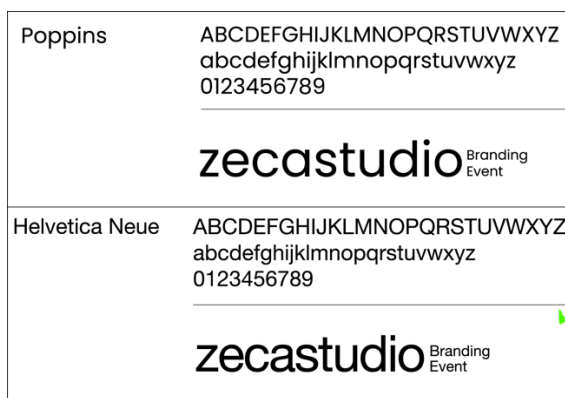 Poppins
ABCDEFGHIJKLMNOPQRSTUVWXYZ
abcdefghijklmnopqrstuvwxyz
0123456789
zecastudio Branding
Event
Helvetica Neue
ABCDEFGHIJKLMNOPQRSTUVWXYZ
abcdefghijklmnopqrstuvwxyz
0123456789
zecastudio Branding
Event